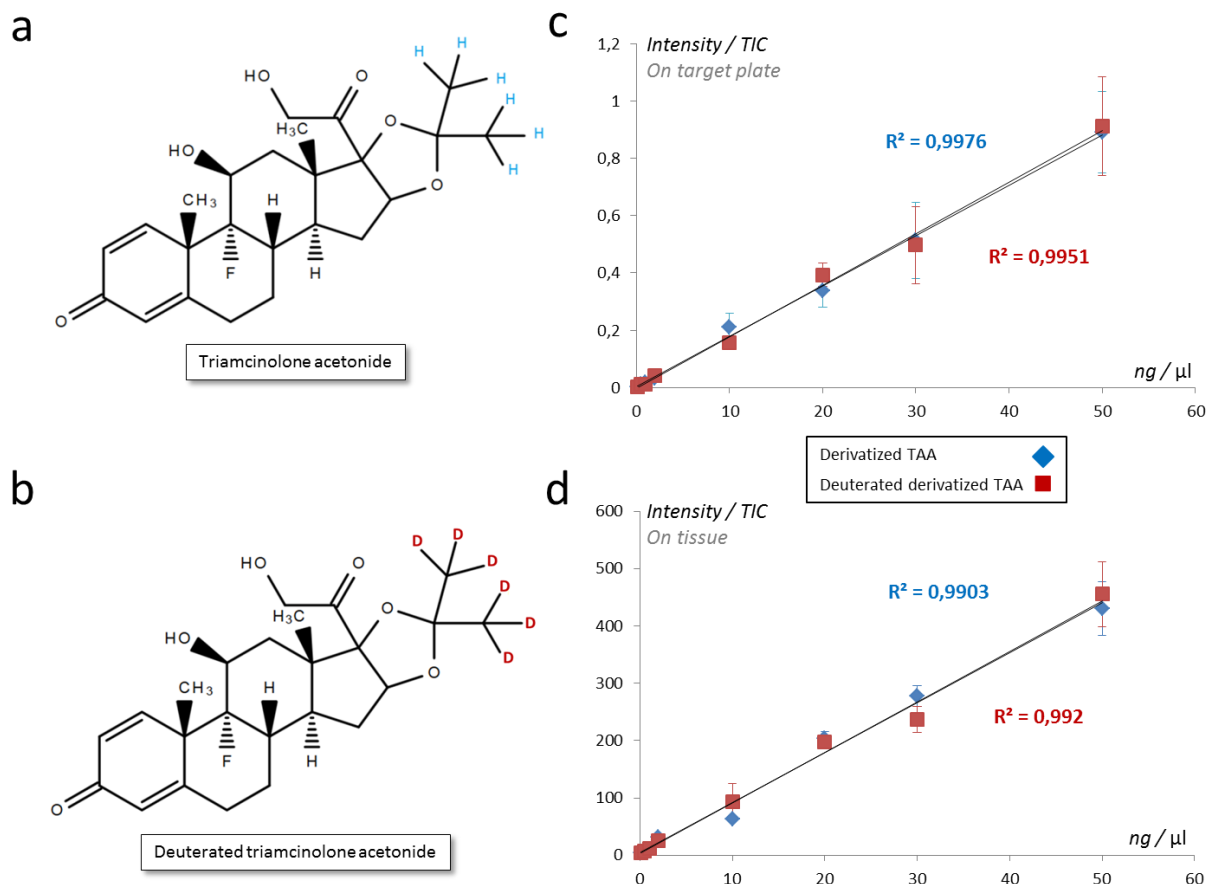 a
H
H
H
H
H
H
HO
O
H₃C
O
O
HO
CH₃
H
F
H
O
Triamcinolone acetonide
b
D
D
D
D
D
D
HO
O
H₃C
O
O
HO
CH₃
H
F
H
O
Deuterated triamcinolone acetonide
c
Intensity / TIC
On target plate
1,2
1
0,8
0,6
0,4
0,2
0
R² = 0,9976
R² = 0,9951
ng / µl
0 10 20 30 40 50 60
Derivatized TAA
Deuterated derivatized TAA
d
Intensity / TIC
On tissue
600
500
400
300
200
100
0
R² = 0,9903
R² = 0,992
ng / µl
0 10 20 30 40 50 60